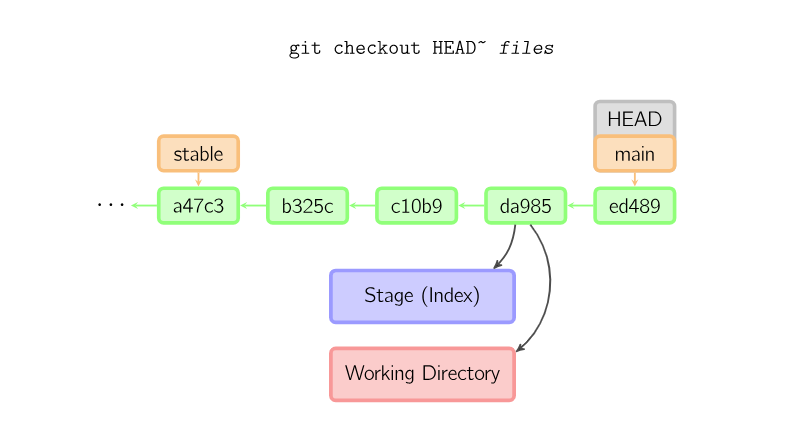 git checkout HEAD~ files
HEAD
stable
main
...
a47c3
b325c
c10b9
da985
ed489
Stage (Index)
Working Directory